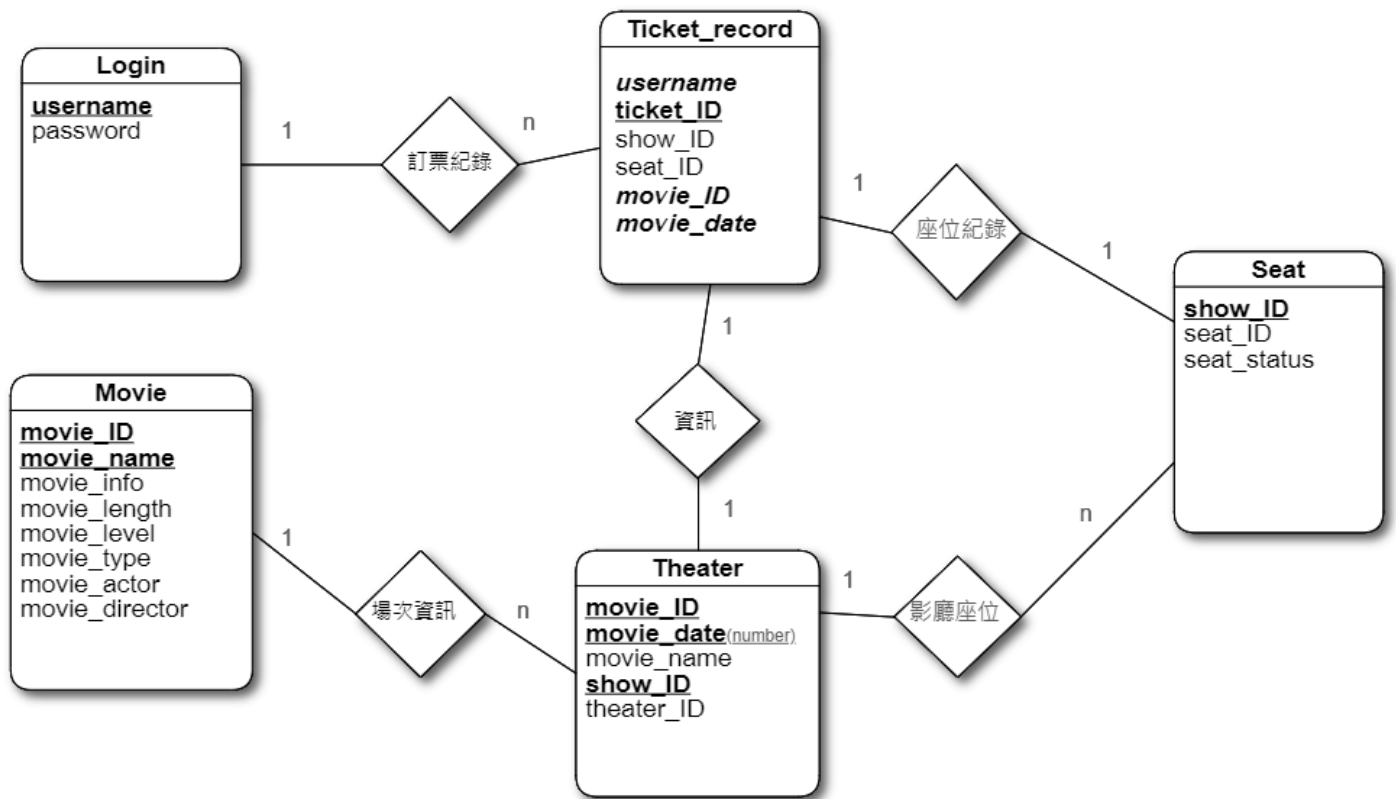 Login
username
password
1
訂票紀錄
n
Ticket_record
username
ticket_ID
show_ID
seat_ID
movie_ID
movie_date
1
座位紀錄
1
Seat
show_ID
seat_ID
seat_status
1
資訊
1
Movie
movie_ID
movie_name
movie_info
movie_length
movie_level
movie_type
movie_actor
movie_director
1
場次資訊
n
Theater
movie_ID
movie_date(number)
movie_name
show_ID
theater_ID
1
影廳座位
n